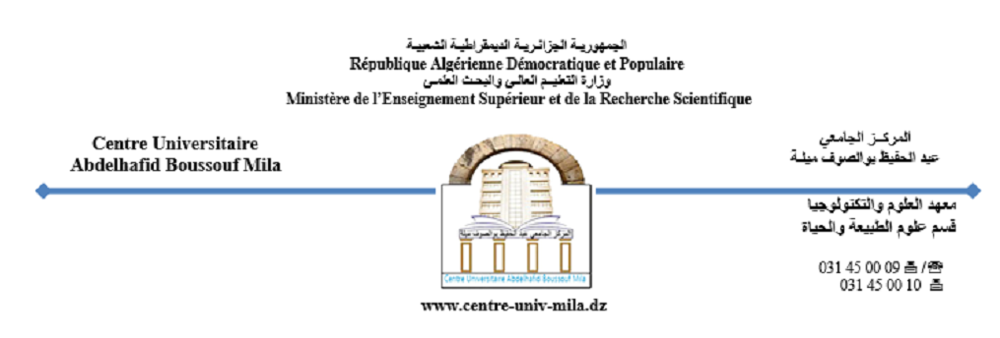 الجمهورية الجزائرية الديمقراطية الشعبية
République Algérienne Démocratique et Populaire
وزارة التعليم العالي والبحث العلمي
Ministère de l'Enseignement Supérieur et de la Recherche Scientifique
Centre Universitaire
Abdelhafid Boussouf Mila
المركز الجامعي
عبد الحفيظ بوالصوف ميلة
المركز الجامعي عبد الحفيظ بوالصوف ميلة
Centre Universitaire Abdelhafid Boussouf Mila
www.centre-univ-mila.dz
معهد العلوم والتكنولوجيا
قسم علوم الطبيعة والحياة
031 45 00 09 🖷 /☎
031 45 00 10 🖷